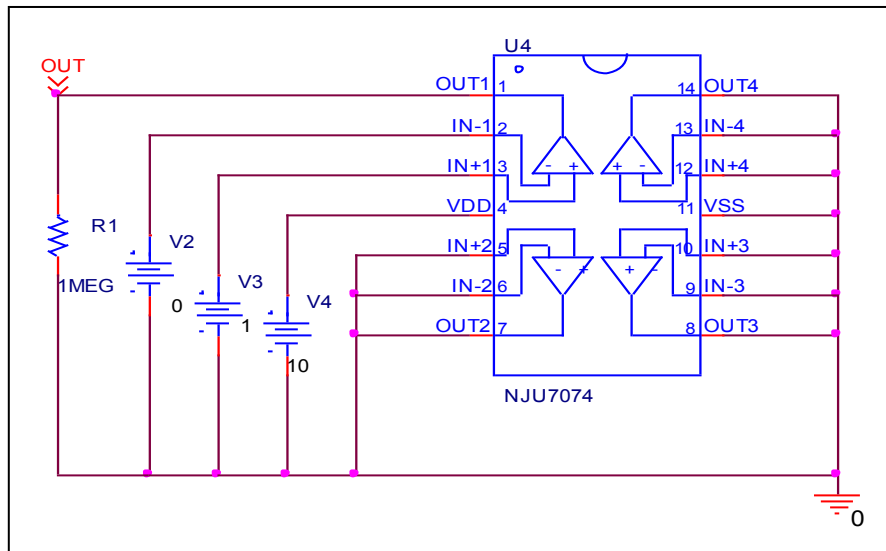 U4
OUT
OUT1 1 14 OUT4
IN-1 2 13 IN-4
IN+1 3 - + + - 12 IN+4
VDD 4 11 VSS
R1
V2
IN+2 5 10 IN+3
- + + -
V3
1MEG
IN-2 6 9 IN-3
0
V4
1
OUT2 7 8 OUT3
10
NJU7074
0